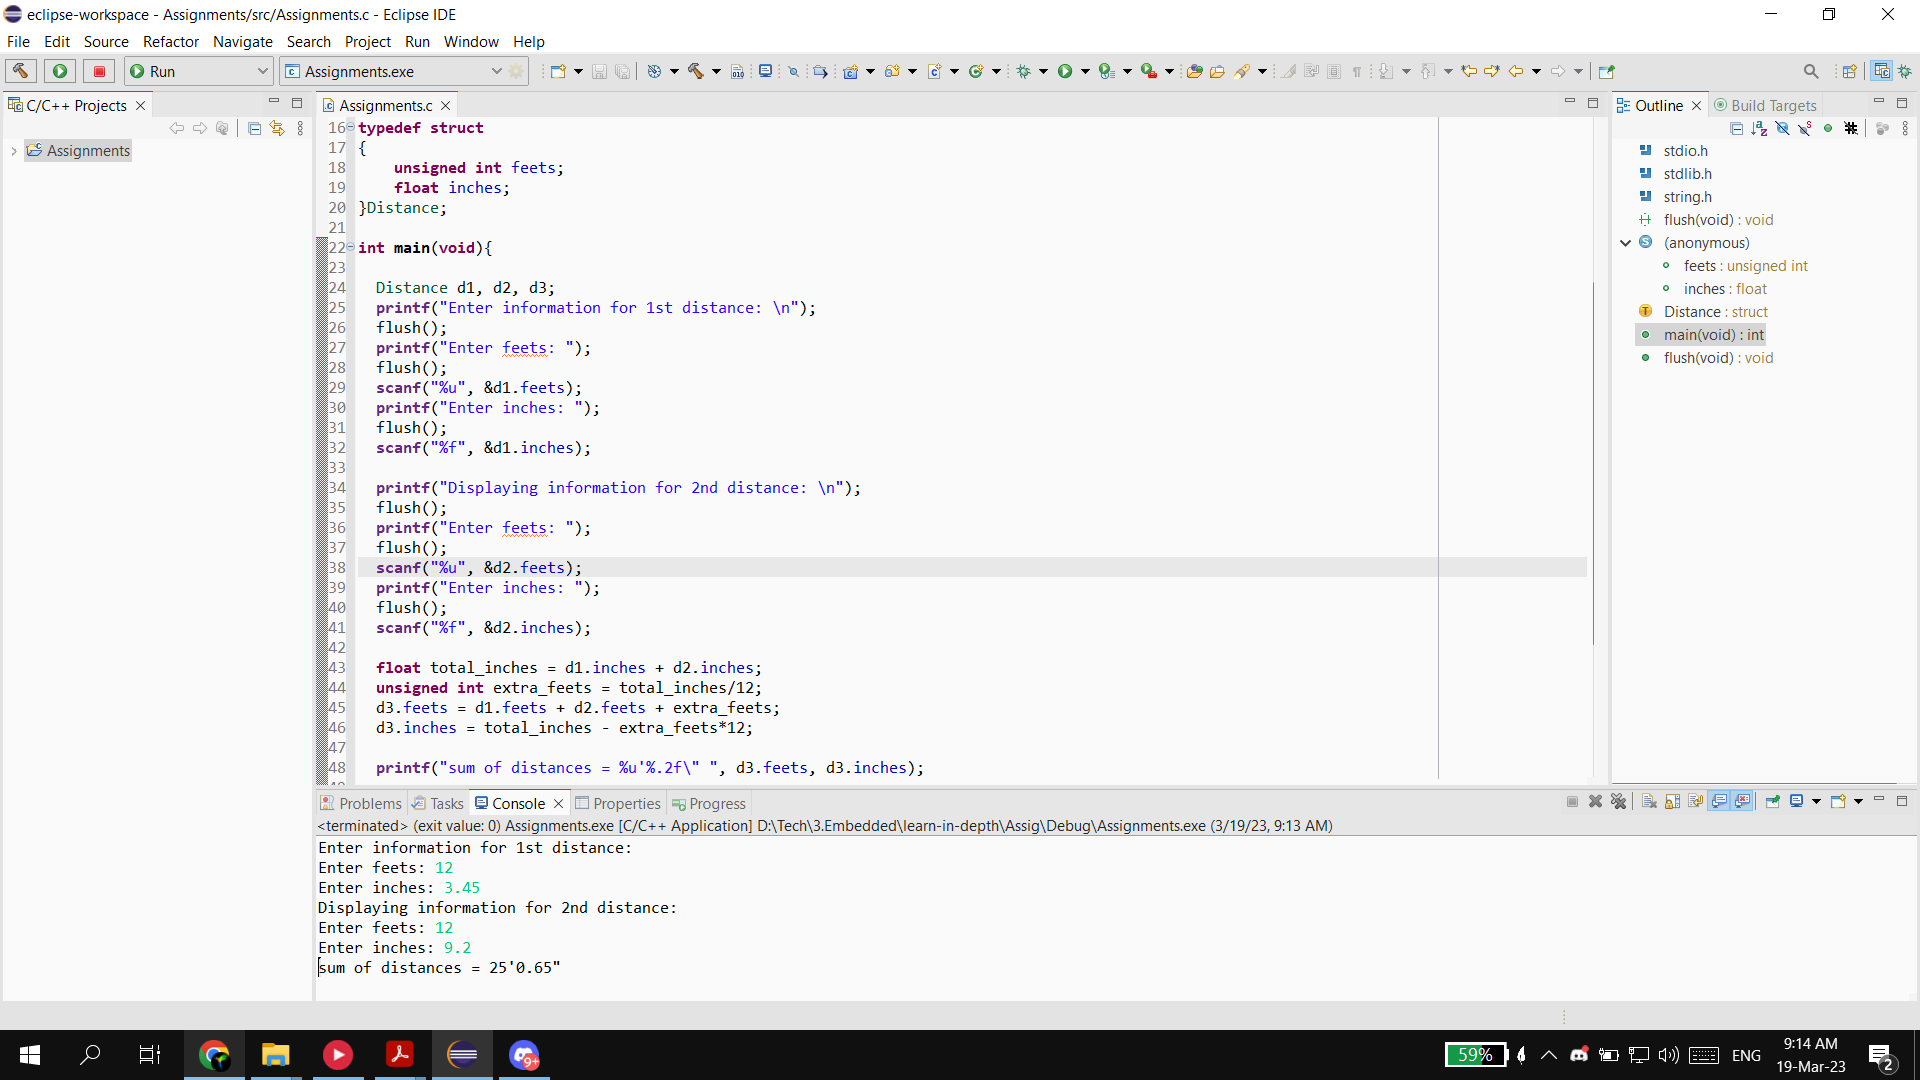 eclipse-workspace - Assignments/src/Assignments.c - Eclipse IDE
File Edit Source Refactor Navigate Search Project Run Window Help
Run
Assignments.exe
C/C++ Projects
Assignments
Assignments.c
16 typedef struct
17 {
18 unsigned int feets;
19 float inches;
20 }Distance;
21
22 int main(void){
23
24 Distance d1, d2, d3;
25 printf("Enter information for 1st distance: \n");
26 flush();
27 printf("Enter feets: ");
28 flush();
29 scanf("%u", &d1.feets);
30 printf("Enter inches: ");
31 flush();
32 scanf("%f", &d1.inches);
33
34 printf("Displaying information for 2nd distance: \n");
35 flush();
36 printf("Enter feets: ");
37 flush();
38 scanf("%u", &d2.feets);
39 printf("Enter inches: ");
40 flush();
41 scanf("%f", &d2.inches);
42
43 float total_inches = d1.inches + d2.inches;
44 unsigned int extra_feets = total_inches/12;
45 d3.feets = d1.feets + d2.feets + extra_feets;
46 d3.inches = total_inches - extra_feets*12;
47
48 printf("sum of distances = %u'%.2f\" ", d3.feets, d3.inches);
Outline Build Targets
stdio.h
stdlib.h
string.h
flush(void) : void
(anonymous)
feets : unsigned int
inches : float
Distance : struct
main(void) : int
flush(void) : void
Problems Tasks Console Properties Progress
<terminated> (exit value: 0) Assignments.exe [C/C++ Application] D:\Tech\3.Embedded\learn-in-depth\Assig\Debug\Assignments.exe (3/19/23, 9:13 AM)
Enter information for 1st distance:
Enter feets: 12
Enter inches: 3.45
Displaying information for 2nd distance:
Enter feets: 12
Enter inches: 9.2
sum of distances = 25'0.65"
9+
59%
ENG
9:14 AM
19-Mar-23
2